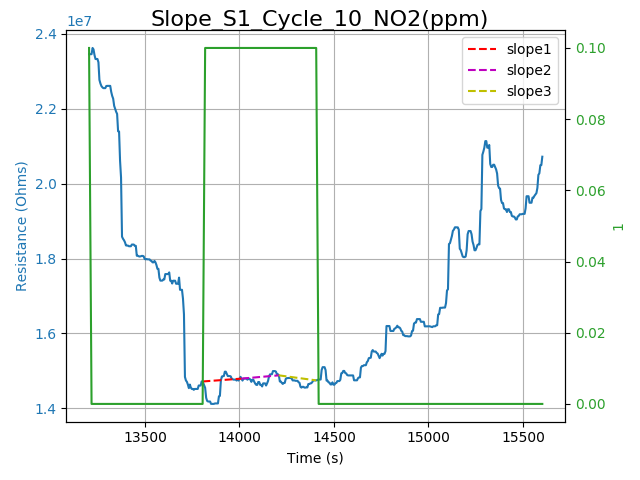 Slope_S1_Cycle_10_NO2(ppm)
1e7
2.4
2.2
2.0
1.8
1.6
1.4
Resistance (Ohms)
slope1
slope2
slope3
0.10
0.08
0.06
0.04
0.02
0.00
1
13500
14000
14500
15000
15500
Time (s)